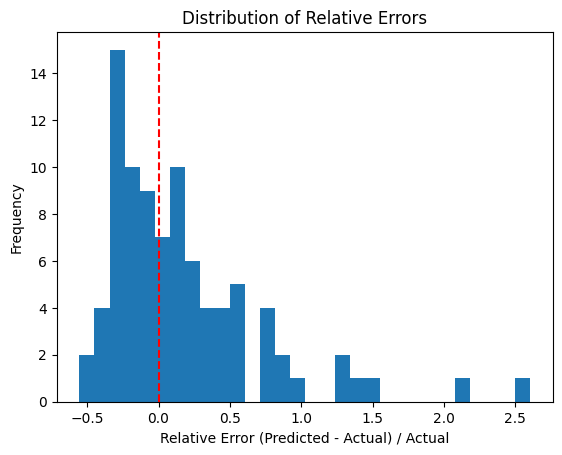 Distribution of Relative Errors
Frequency
14
12
10
8
6
4
2
0
−0.5 0.0 0.5 1.0 1.5 2.0 2.5
Relative Error (Predicted - Actual) / Actual